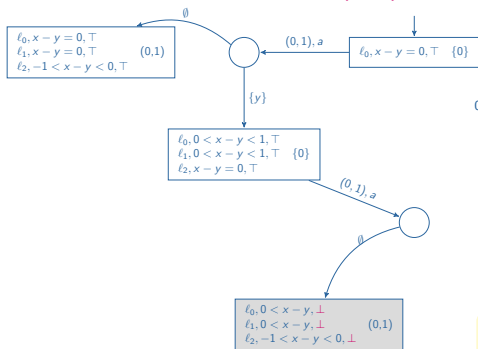 ∅
ℓ₀, x − y = 0, ⊤
ℓ₁, x − y = 0, ⊤ (0,1)
ℓ₂, −1 < x − y < 0, ⊤
(0, 1), a
ℓ₀, x − y = 0, ⊤ {0}
{y}
ℓ₀, 0 < x − y < 1, ⊤
ℓ₁, 0 < x − y < 1, ⊤ {0}
ℓ₂, x − y = 0, ⊤
(0, 1), a
∅
ℓ₀, 0 < x − y, ⊥
ℓ₁, 0 < x − y, ⊥ (0,1)
ℓ₂, −1 < x − y < 0, ⊥